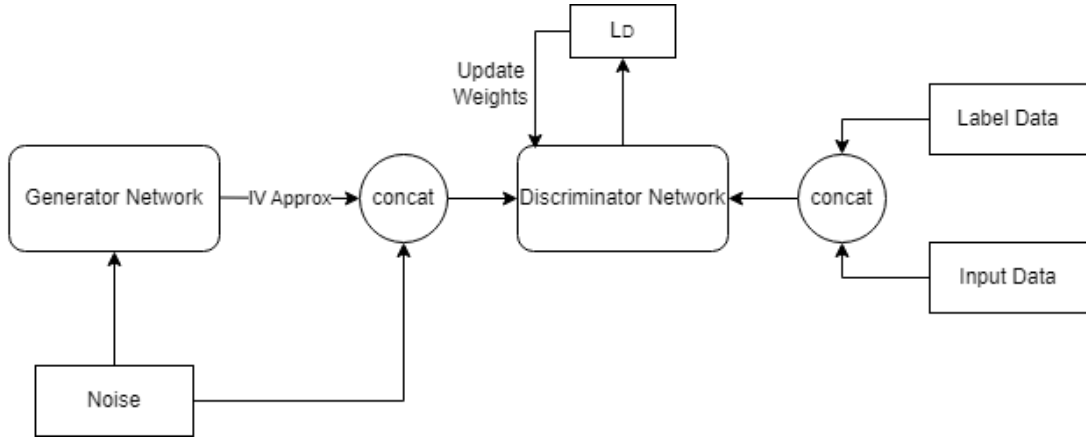 LD
Update
Weights
Label Data
Generator Network
IV Approx
concat
Discriminator Network
concat
Input Data
Noise